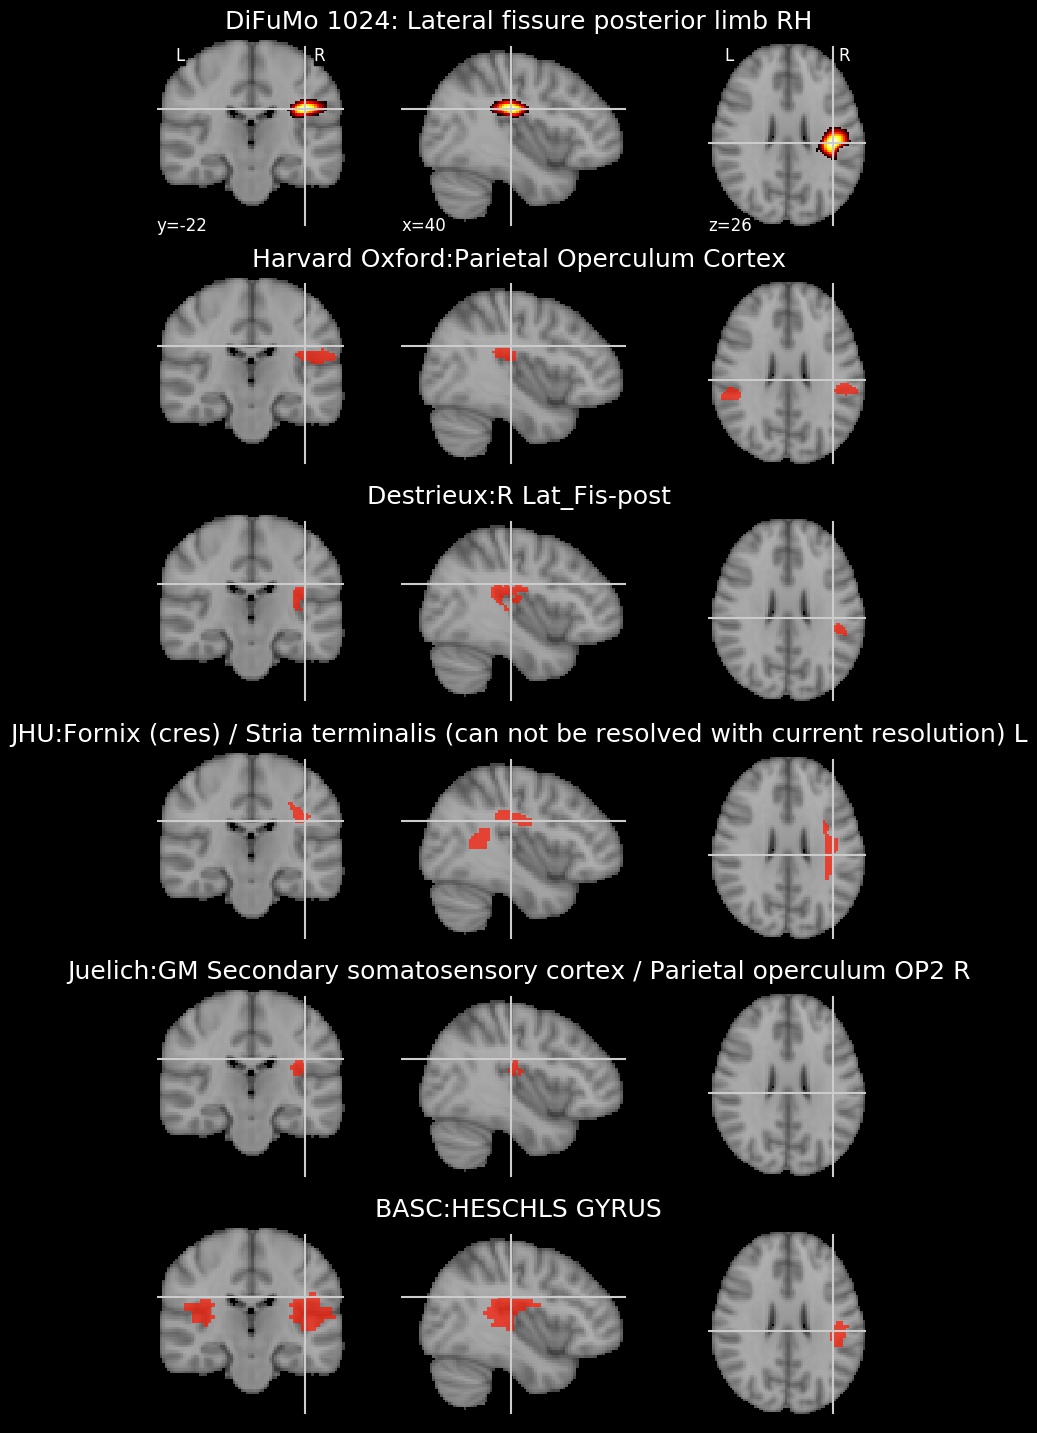 DiFuMo 1024: Lateral fissure posterior limb RH
L R L R
y=-22 x=40 z=26
Harvard Oxford:Parietal Operculum Cortex
Destrieux:R Lat_Fis-post
JHU:Fornix (cres) / Stria terminalis (can not be resolved with current resolution) L
Juelich:GM Secondary somatosensory cortex / Parietal operculum OP2 R
BASC:HESCHLS GYRUS